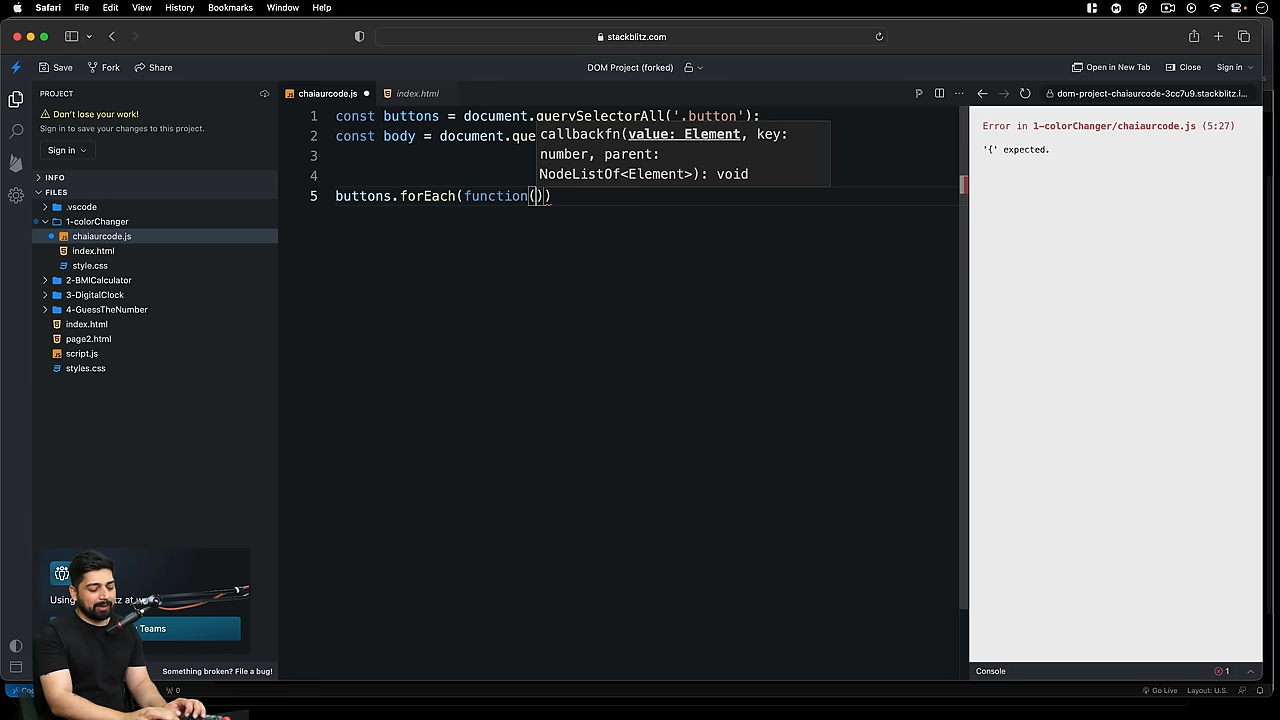 Safari File Edit View History Bookmarks Window Help
stackblitz.com
Save Fork Share
DOM Project (forked)
Open in New Tab Close Sign in
PROJECT
chaiaurcode.js
index.html
dom-project-chaiaurcode-3cc7u9.stackblitz.i...
Don't lose your work!
Sign in to save your changes to this project.
Sign in
INFO
FILES
.vscode
1-colorChanger
chaiaurcode.js
index.html
style.css
2-BMICalculator
3-DigitalClock
4-GuessTheNumber
index.html
page2.html
script.js
styles.css
1 const buttons = document.querySelectorAll('.button');
2 const body = document.que
3
4
5 buttons.forEach(function())
callbackfn(value: Element, key:
number, parent:
NodeListOf<Element>): void
Error in 1-colorChanger/chaiaurcode.js (5:27)
'{' expected.
Teams
Something broken? File a bug!
Console
1
0
Go Live Layout: U.S.